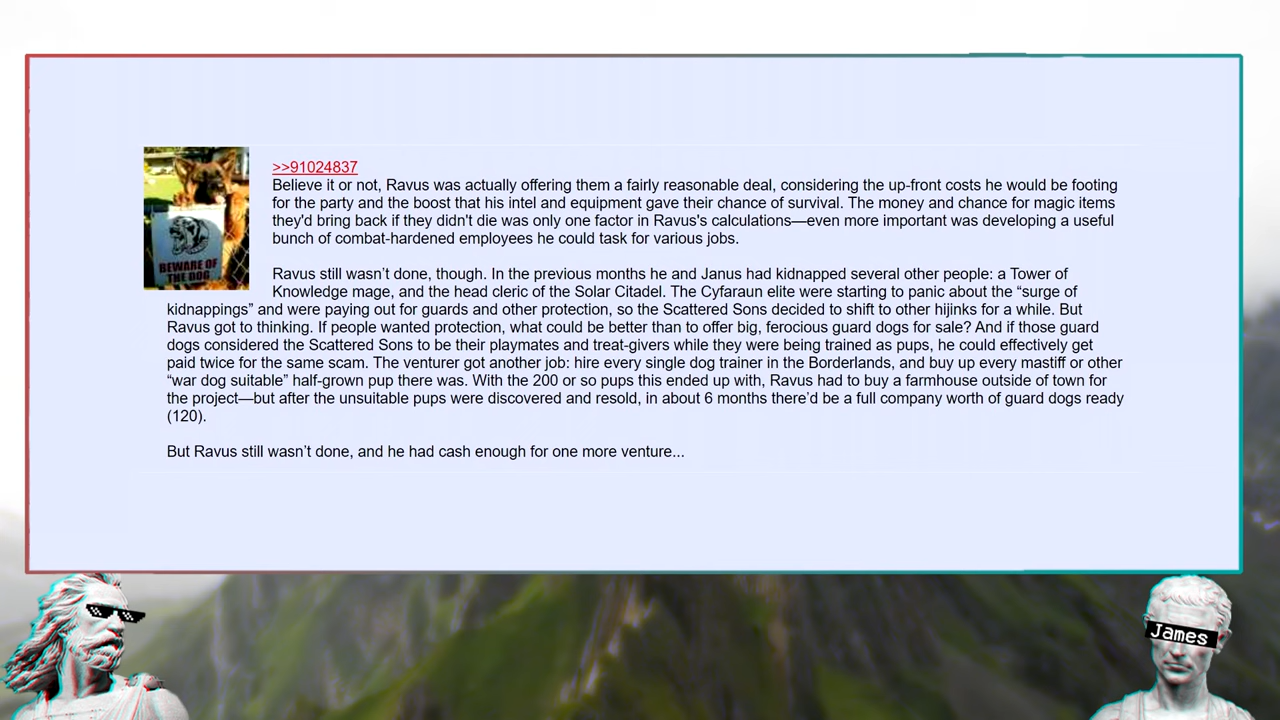 >>91024837
Believe it or not, Ravus was actually offering them a fairly reasonable deal, considering the up-front costs he would be footing
for the party and the boost that his intel and equipment gave their chance of survival. The money and chance for magic items
they'd bring back if they didn't die was only one factor in Ravus's calculations—even more important was developing a useful
bunch of combat-hardened employees he could task for various jobs.
BEWARE OF
THE DOG
Ravus still wasn’t done, though. In the previous months he and Janus had kidnapped several other people: a Tower of
Knowledge mage, and the head cleric of the Solar Citadel. The Cyfaraun elite were starting to panic about the “surge of
kidnappings” and were paying out for guards and other protection, so the Scattered Sons decided to shift to other hijinks for a while. But
Ravus got to thinking. If people wanted protection, what could be better than to offer big, ferocious guard dogs for sale? And if those guard
dogs considered the Scattered Sons to be their playmates and treat-givers while they were being trained as pups, he could effectively get
paid twice for the same scam. The venturer got another job: hire every single dog trainer in the Borderlands, and buy up every mastiff or other
“war dog suitable” half-grown pup there was. With the 200 or so pups this ended up with, Ravus had to buy a farmhouse outside of town for
the project—but after the unsuitable pups were discovered and resold, in about 6 months there’d be a full company worth of guard dogs ready
(120).
But Ravus still wasn’t done, and he had cash enough for one more venture...
James